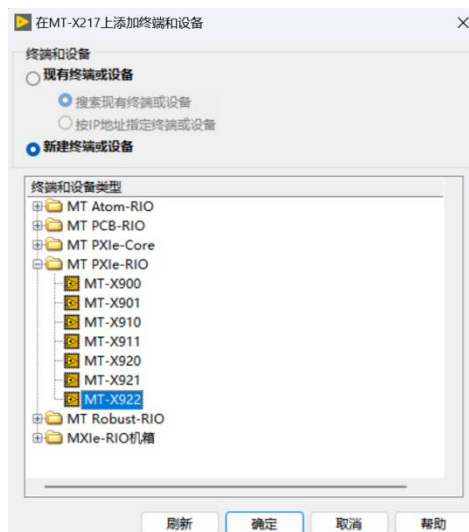 在MT-X217上添加终端和设备
终端和设备
现有终端或设备
搜索现有终端或设备
按IP地址指定终端或设备
新建终端或设备
终端和设备类型
MT Atom-RIO
MT PCB-RIO
MT PXIe-Core
MT PXIe-RIO
MT-X900
MT-X901
MT-X910
MT-X911
MT-X920
MT-X921
MT-X922
MT Robust-RIO
MXIe-RIO机箱
刷新 确定 取消 帮助